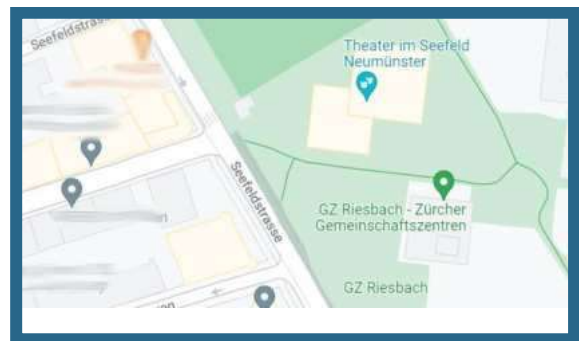 Seefeldstrasse
Theater im Seefeld
Neumünster
Seefeldstrasse
GZ Riesbach - Zürcher
Gemeinschaftszentren
GZ Riesbach